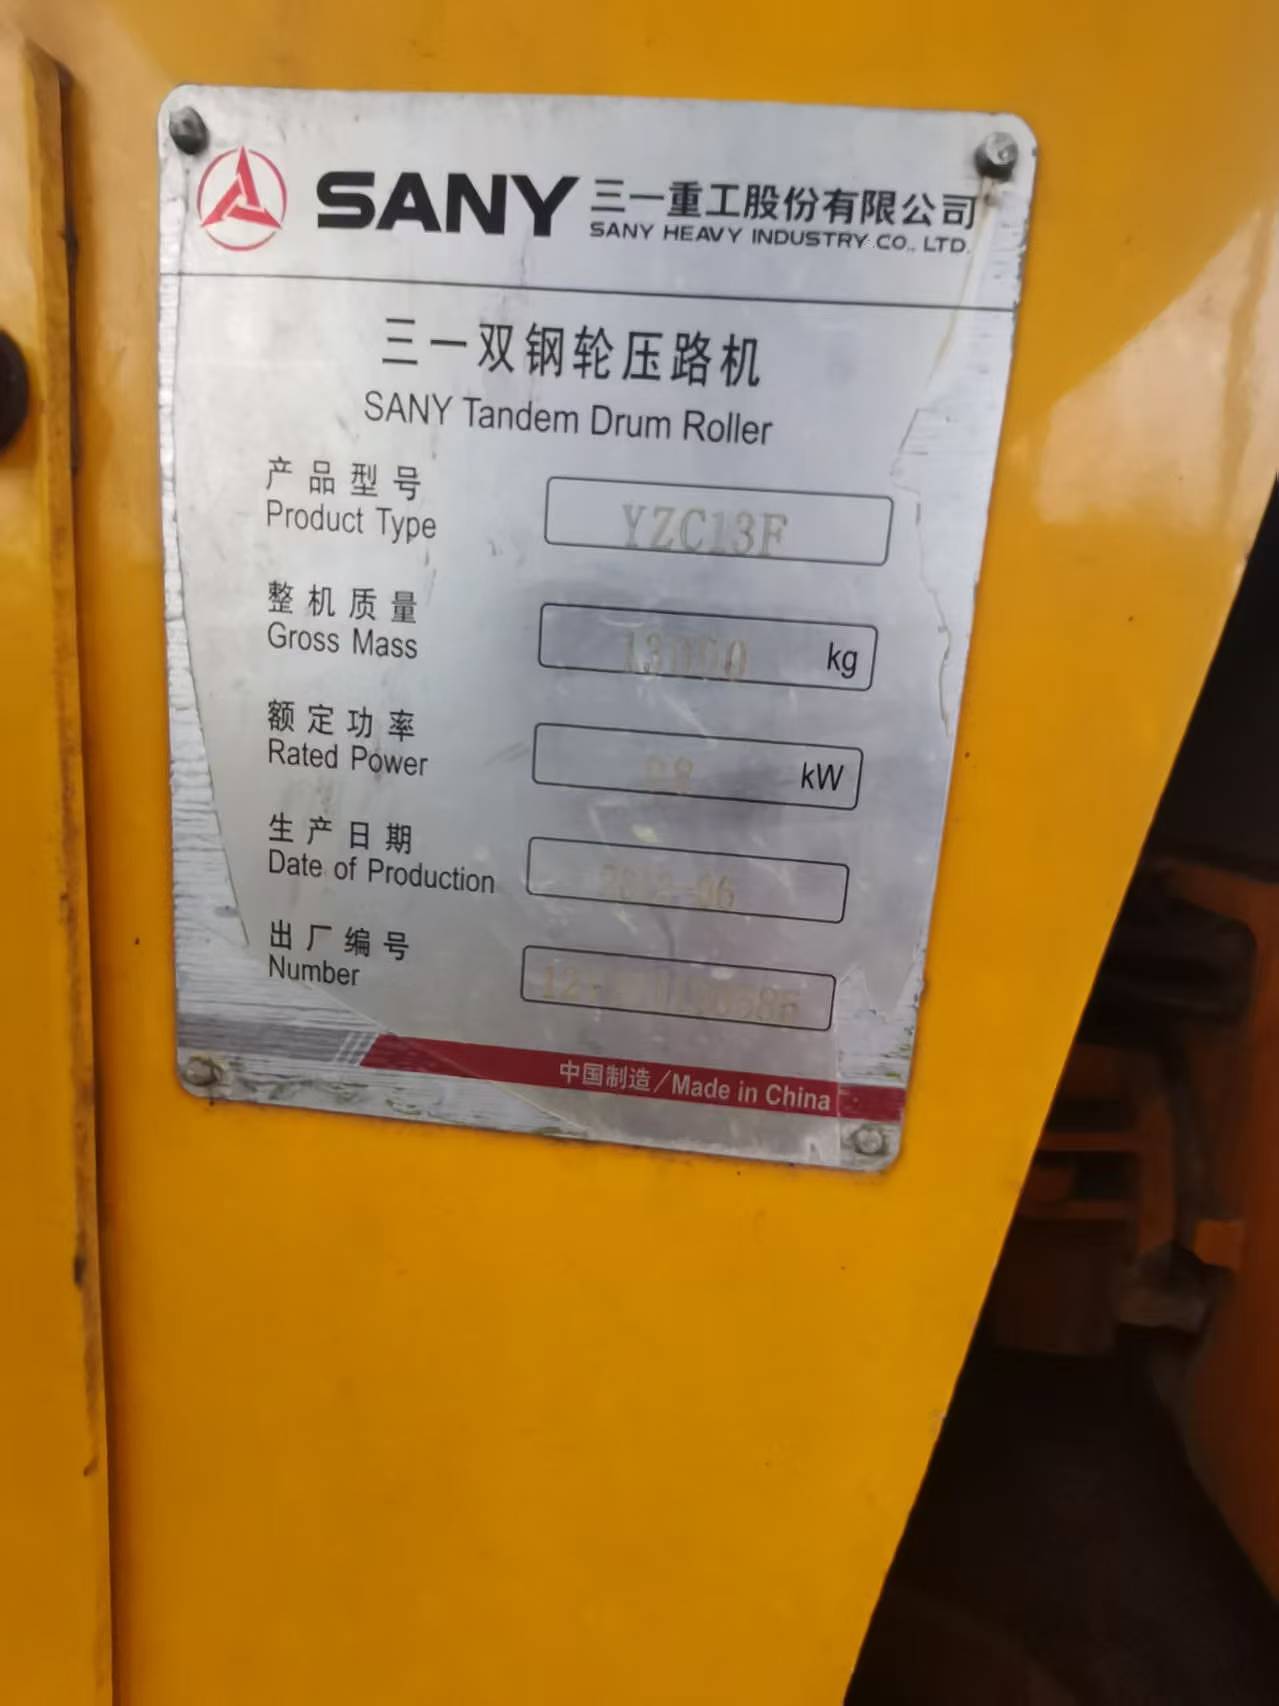 SANY 三一重工股份有限公司
SANY HEAVY INDUSTRY CO., LTD.
三一双钢轮压路机
SANY Tandem Drum Roller
产品型号
Product Type YZC13F
整机质量
Gross Mass kg
额定功率
Rated Power kW
生产日期
Date of Production
出厂编号
Number
中国制造/Made in China